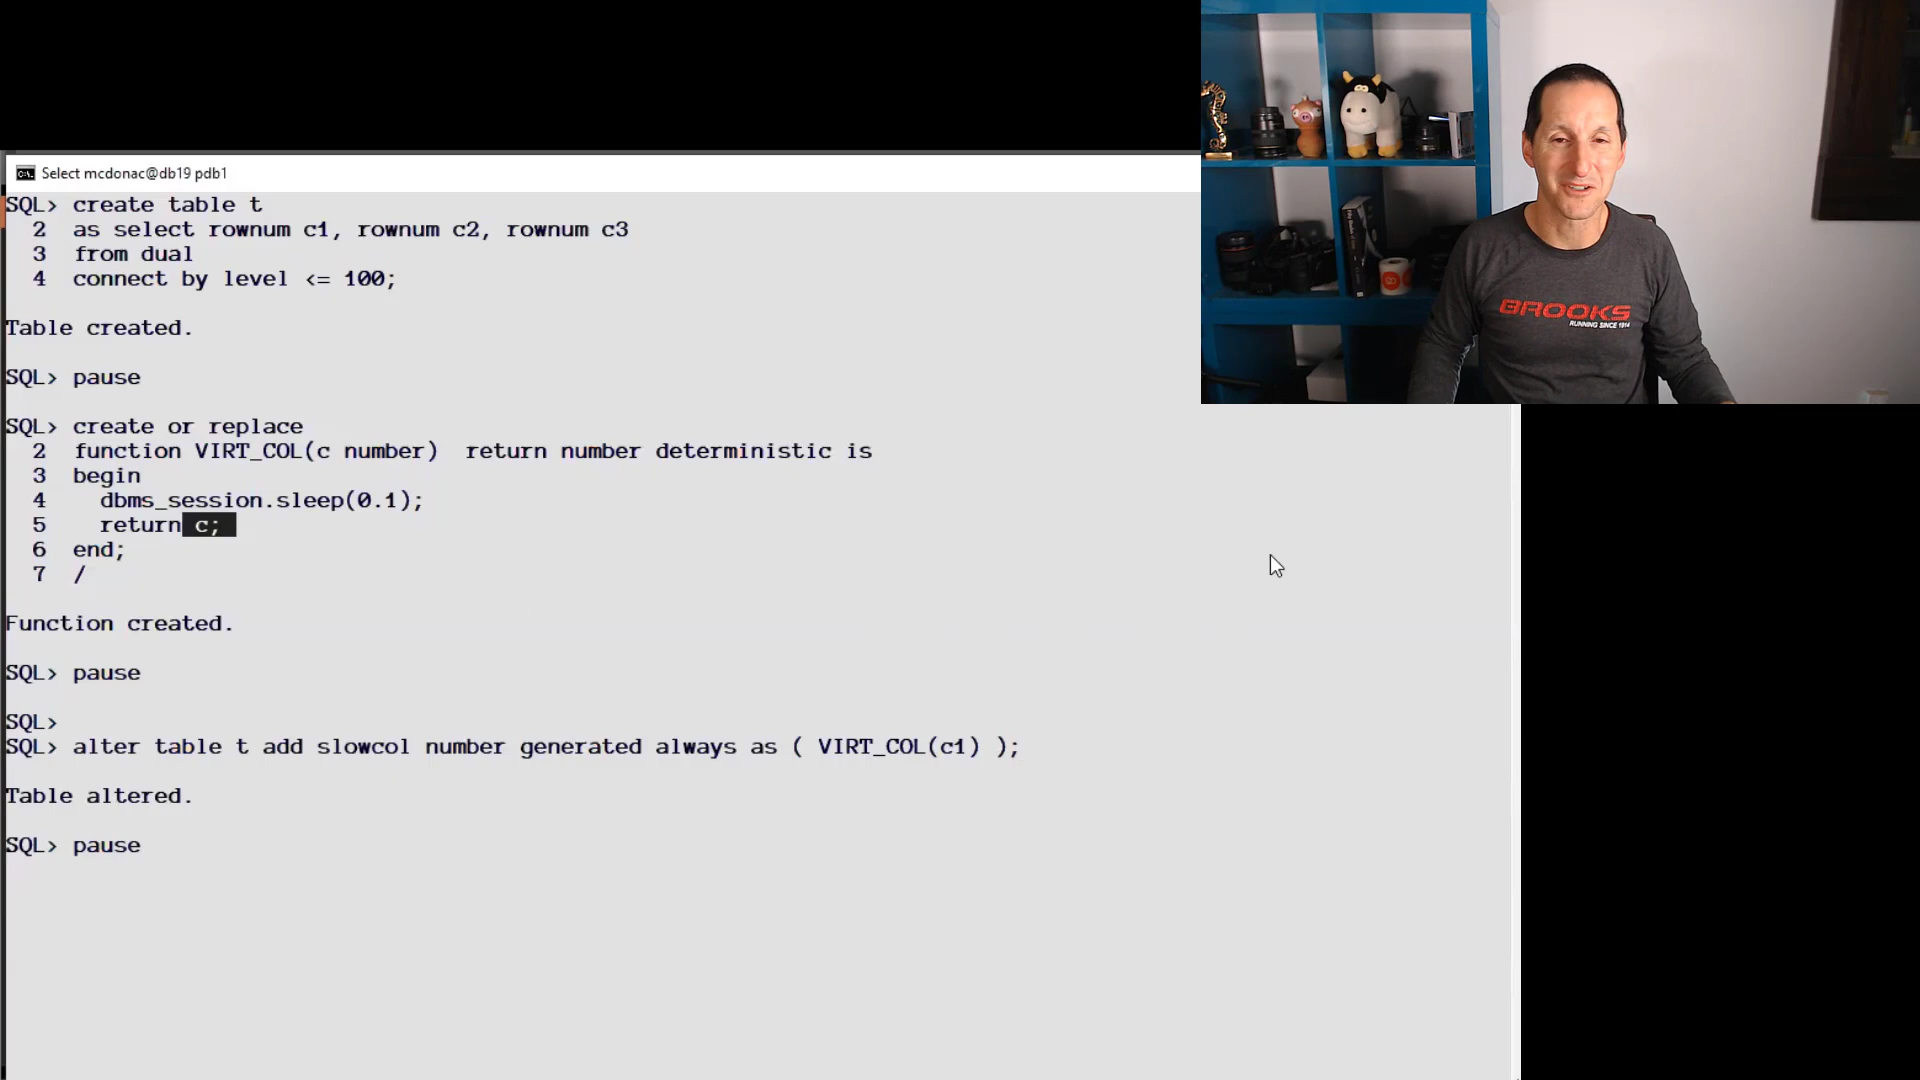 Select mcdonac@db19 pdb1
SQL> create table t
2 as select rownum c1, rownum c2, rownum c3
3 from dual
4 connect by level <= 100;
Table created.
SQL> pause
SQL> create or replace
2 function VIRT_COL(c number)  return number deterministic is
3 begin
4 dbms_session.sleep(0.1);
5 return c;
6 end;
7 /
Function created.
SQL> pause
SQL>
SQL> alter table t add slowcol number generated always as ( VIRT_COL(c1) );
Table altered.
SQL> pause
BROOKS
RUNNING SINCE 1914